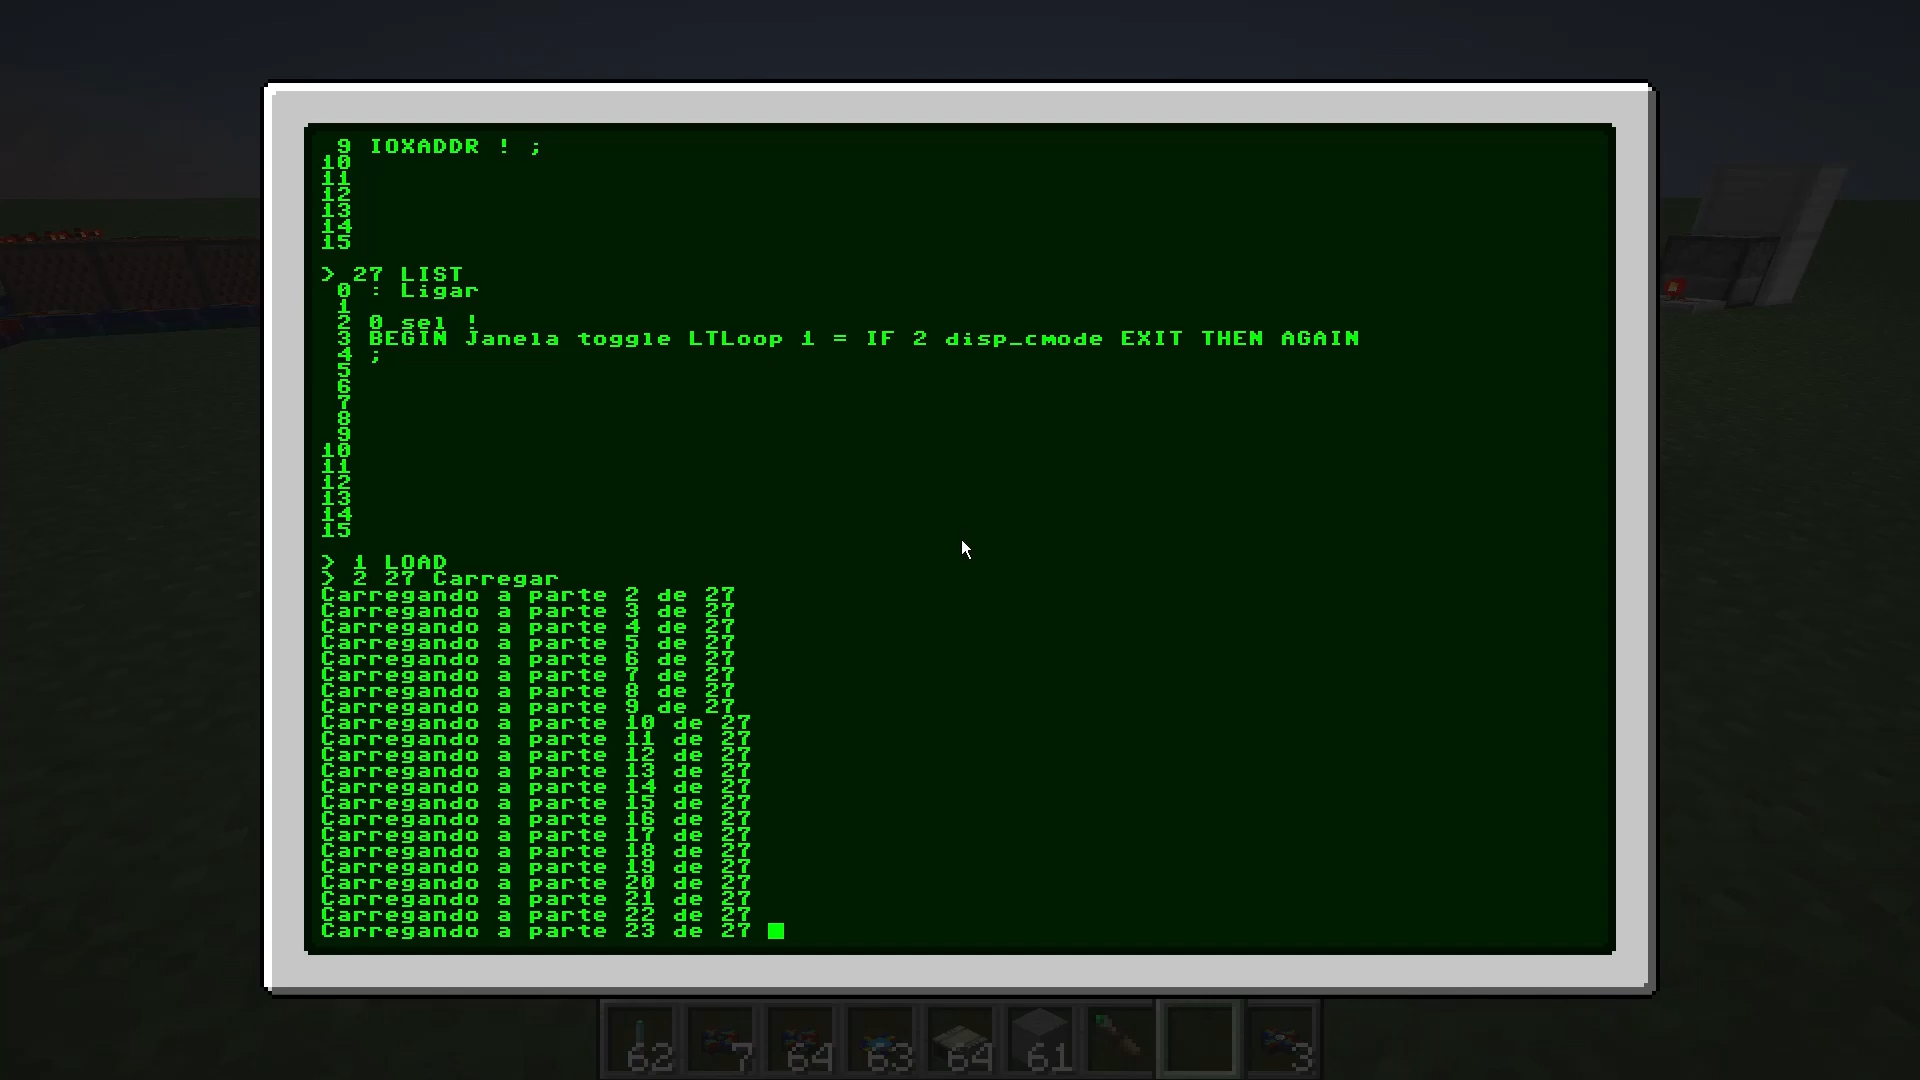 9 IOXADDR ! ;
10
11
12
13
14
15
> 27 LIST
0 : Ligar
1
2 0 sel !
3 BEGIN Janela toggle LTLoop 1 = IF 2 disp_cmode EXIT THEN AGAIN
4 ;
5
6
7
8
9
10
11
12
13
14
15
> 1 LOAD
> 2 27 Carregar
Carregando a parte 2 de 27
Carregando a parte 3 de 27
Carregando a parte 4 de 27
Carregando a parte 5 de 27
Carregando a parte 6 de 27
Carregando a parte 7 de 27
Carregando a parte 8 de 27
Carregando a parte 9 de 27
Carregando a parte 10 de 27
Carregando a parte 11 de 27
Carregando a parte 12 de 27
Carregando a parte 13 de 27
Carregando a parte 14 de 27
Carregando a parte 15 de 27
Carregando a parte 16 de 27
Carregando a parte 17 de 27
Carregando a parte 18 de 27
Carregando a parte 19 de 27
Carregando a parte 20 de 27
Carregando a parte 21 de 27
Carregando a parte 22 de 27
Carregando a parte 23 de 27
62 7 64 63 64 61 3